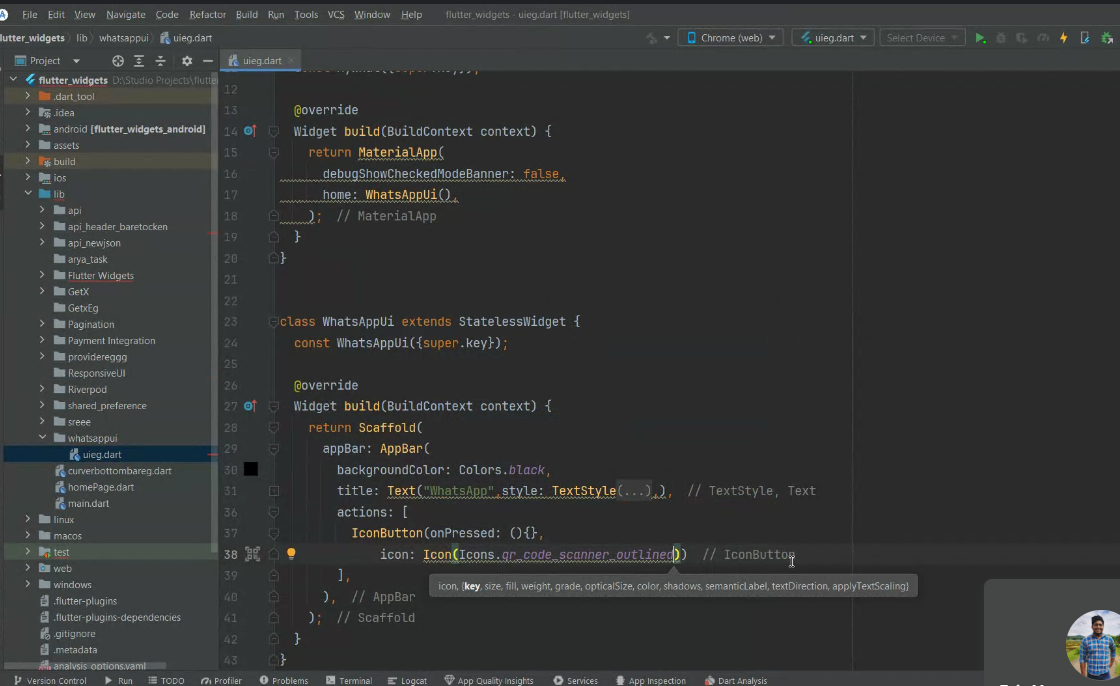 File Edit View Navigate Code Refactor Build Run Tools VCS Window Help flutter_widgets - uieg.dart [flutter_widgets]
flutter_widgets lib whatsappui uieg.dart Chrome (web) uieg.dart Select Device
Project uieg.dart
flutter_widgets D:\Studio Projects\flutter
.dart_tool
.idea
android [flutter_widgets_android]
assets
build
ios
lib
api
api_header_baretocken
api_newjson
arya_task
Flutter Widgets
GetX
GetxEg
Pagination
Payment Integration
providereggg
ResponsiveUI
Riverpod
shared_preference
sreee
whatsappui
uieg.dart
curverbottombareg.dart
homePage.dart
main.dart
linux
macos
test
web
windows
.flutter-plugins
.flutter-plugins-dependencies
.gitignore
.metadata
analysis_options.yaml
12
13 @override
14 Widget build(BuildContext context) {
15 return MaterialApp(
16 debugShowCheckedModeBanner: false,
17 home: WhatsAppUi(),
18 ); // MaterialApp
19 }
20 }
21
22
23 class WhatsAppUi extends StatelessWidget {
24 const WhatsAppUi({super.key});
25
26 @override
27 Widget build(BuildContext context) {
28 return Scaffold(
29 appBar: AppBar(
30 backgroundColor: Colors.black,
31 title: Text("WhatsApp",style: TextStyle(...),), // TextStyle, Text
36 actions: [
37 IconButton(onPressed: (){},
38 icon: Icon(Icons.qr_code_scanner_outlined)) // IconButton
39 ],
icon, {key, size, fill, weight, grade, opticalSize, color, shadows, semanticLabel, textDirection, applyTextScaling}
40 ), // AppBar
41 ); // Scaffold
42 }
43 }
Version Control Run TODO Profiler Problems Terminal Logcat App Quality Insights Services App Inspection Dart Analysis